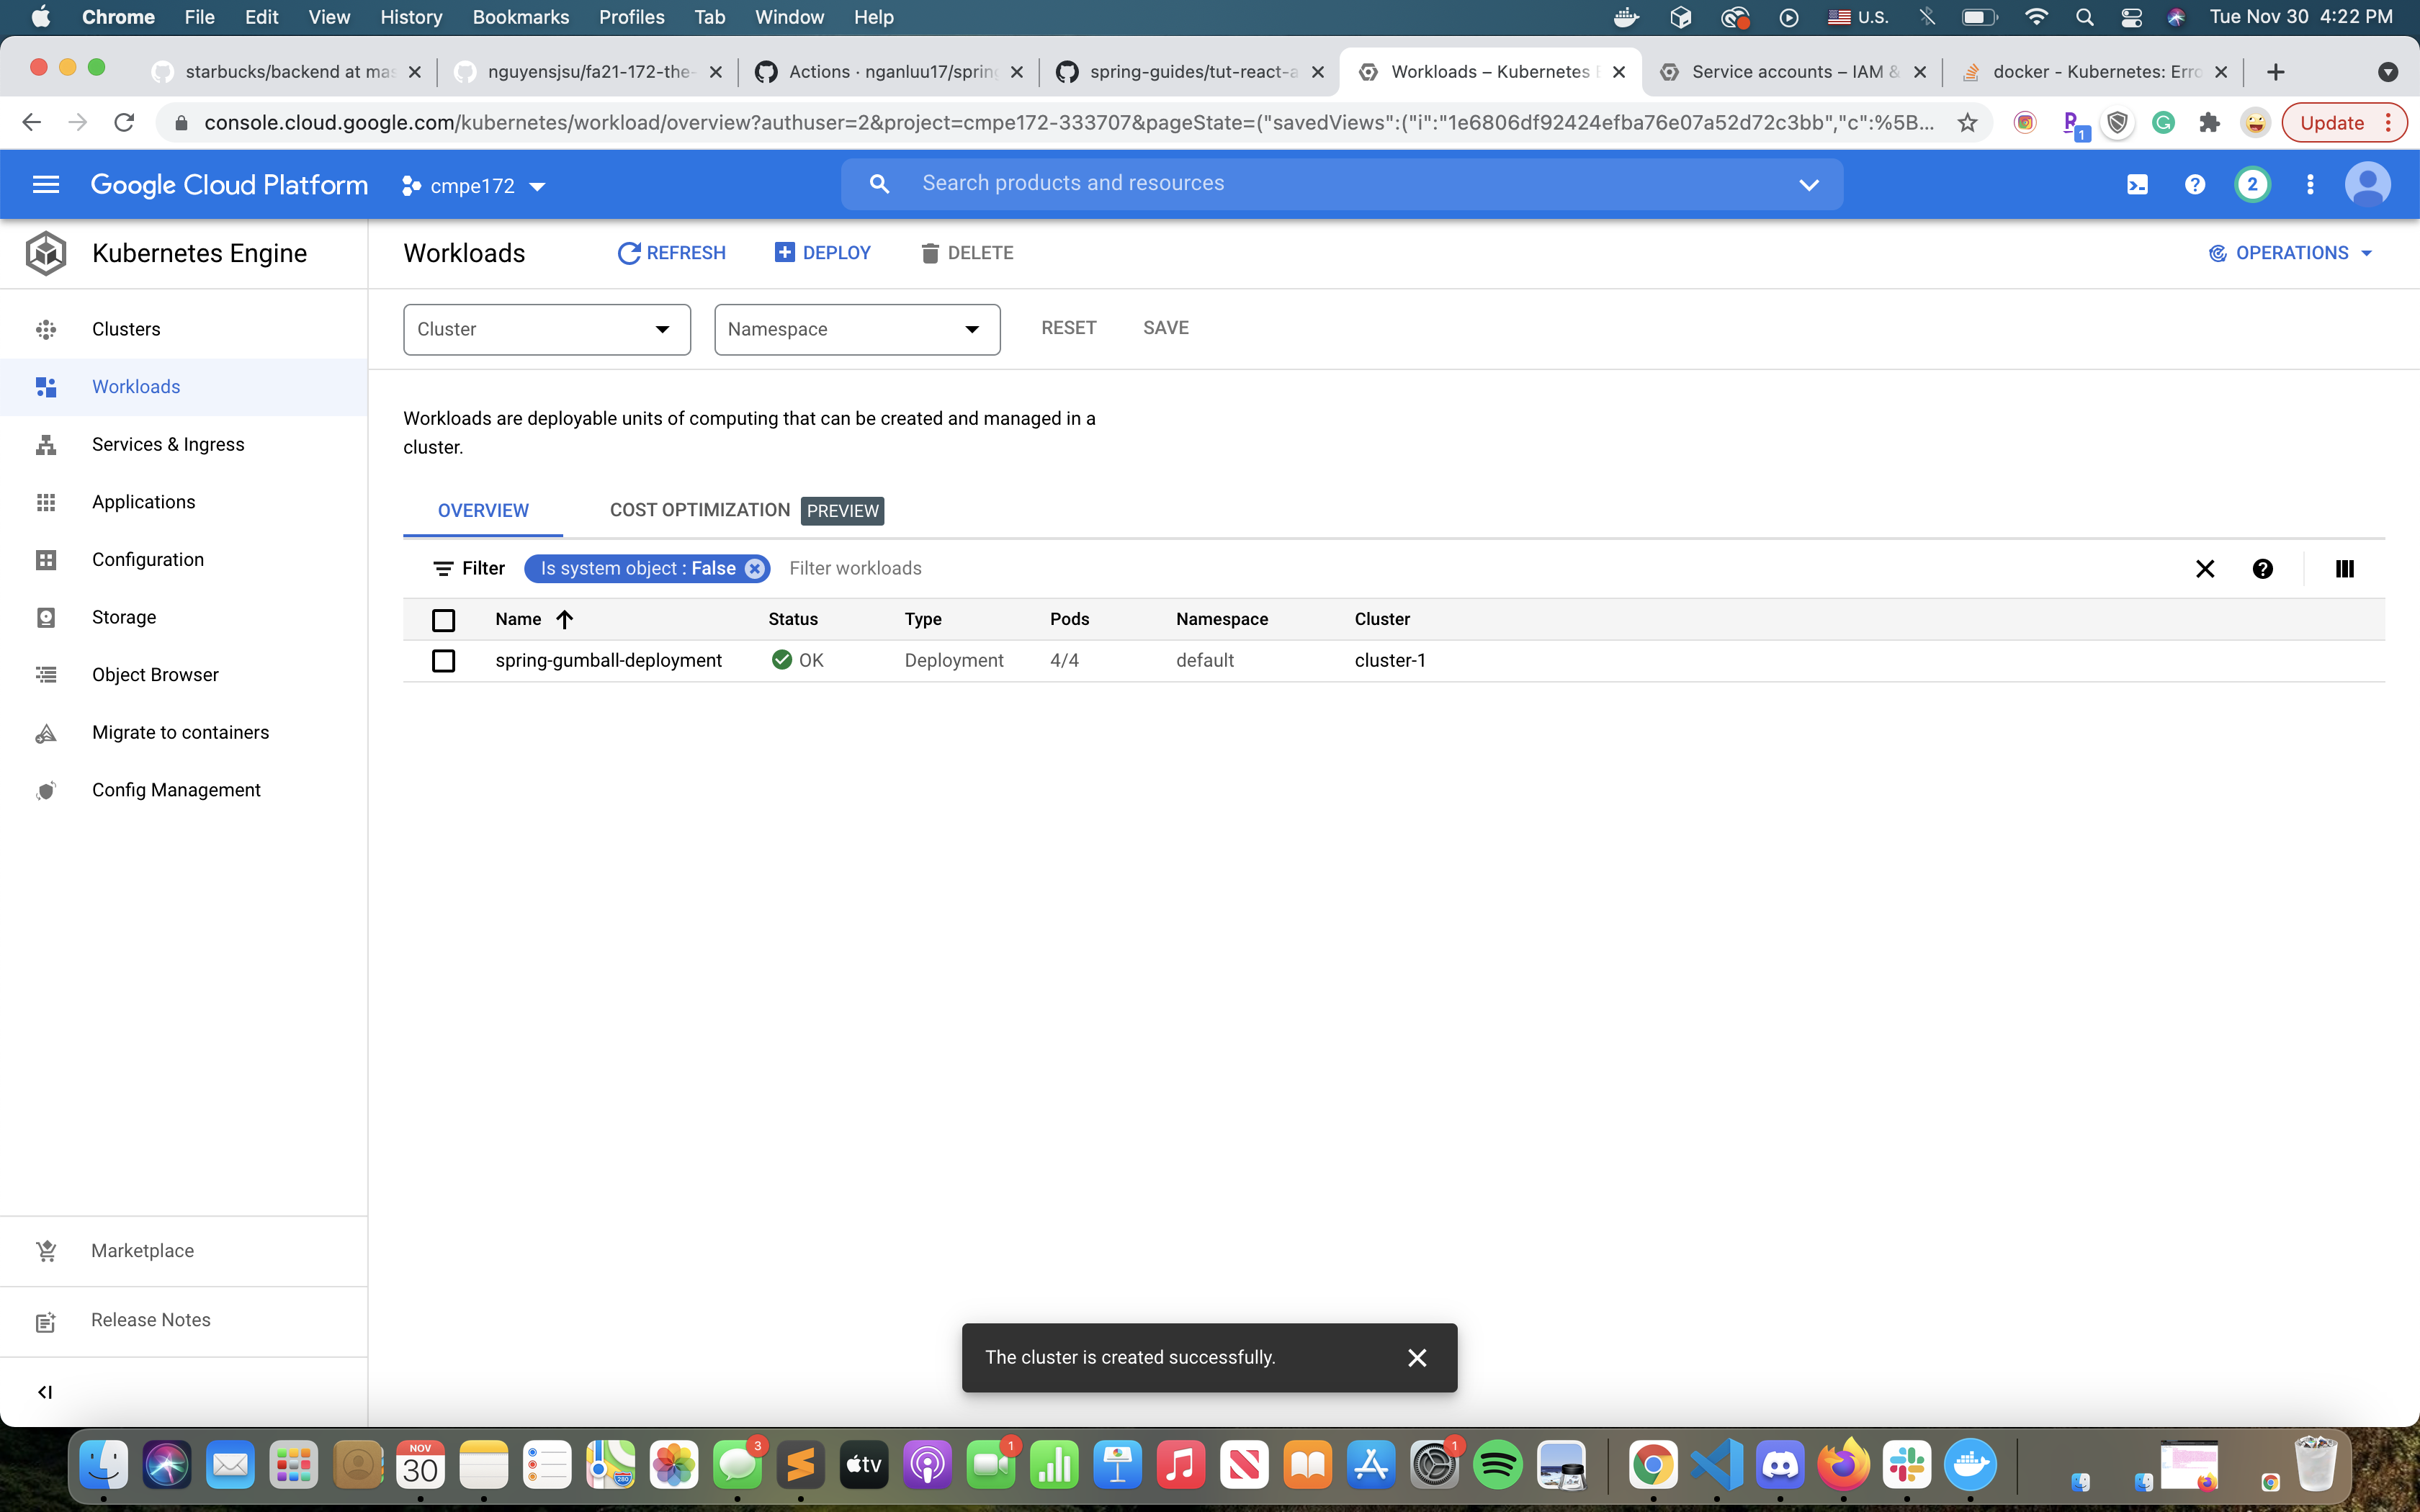 Chrome File Edit View History Bookmarks Profiles Tab Window Help U.S. Tue Nov 30 4:22 PM
starbucks/backend at mas nguyensjsu/fa21-172-the- Actions · nganluu17/spring spring-guides/tut-react-a Workloads – Kubernetes E Service accounts – IAM & docker - Kubernetes: Erro
console.cloud.google.com/kubernetes/workload/overview?authuser=2&project=cmpe172-333707&pageState=("savedViews":("i":"1e6806df92424efba76e07a52d72c3bb","c":%5B... 1 Update
Google Cloud Platform cmpe172 Search products and resources 2
Kubernetes Engine
Workloads REFRESH DEPLOY DELETE OPERATIONS
Clusters
Workloads
Services & Ingress
Applications
Configuration
Storage
Object Browser
Migrate to containers
Config Management
Marketplace
Release Notes
Cluster Namespace RESET SAVE
Workloads are deployable units of computing that can be created and managed in a
cluster.
OVERVIEW COST OPTIMIZATION PREVIEW
Filter Is system object : False Filter workloads
Name Status Type Pods Namespace Cluster
spring-gumball-deployment OK Deployment 4/4 default cluster-1
The cluster is created successfully.
NOV
30
3
tv
1
1
280